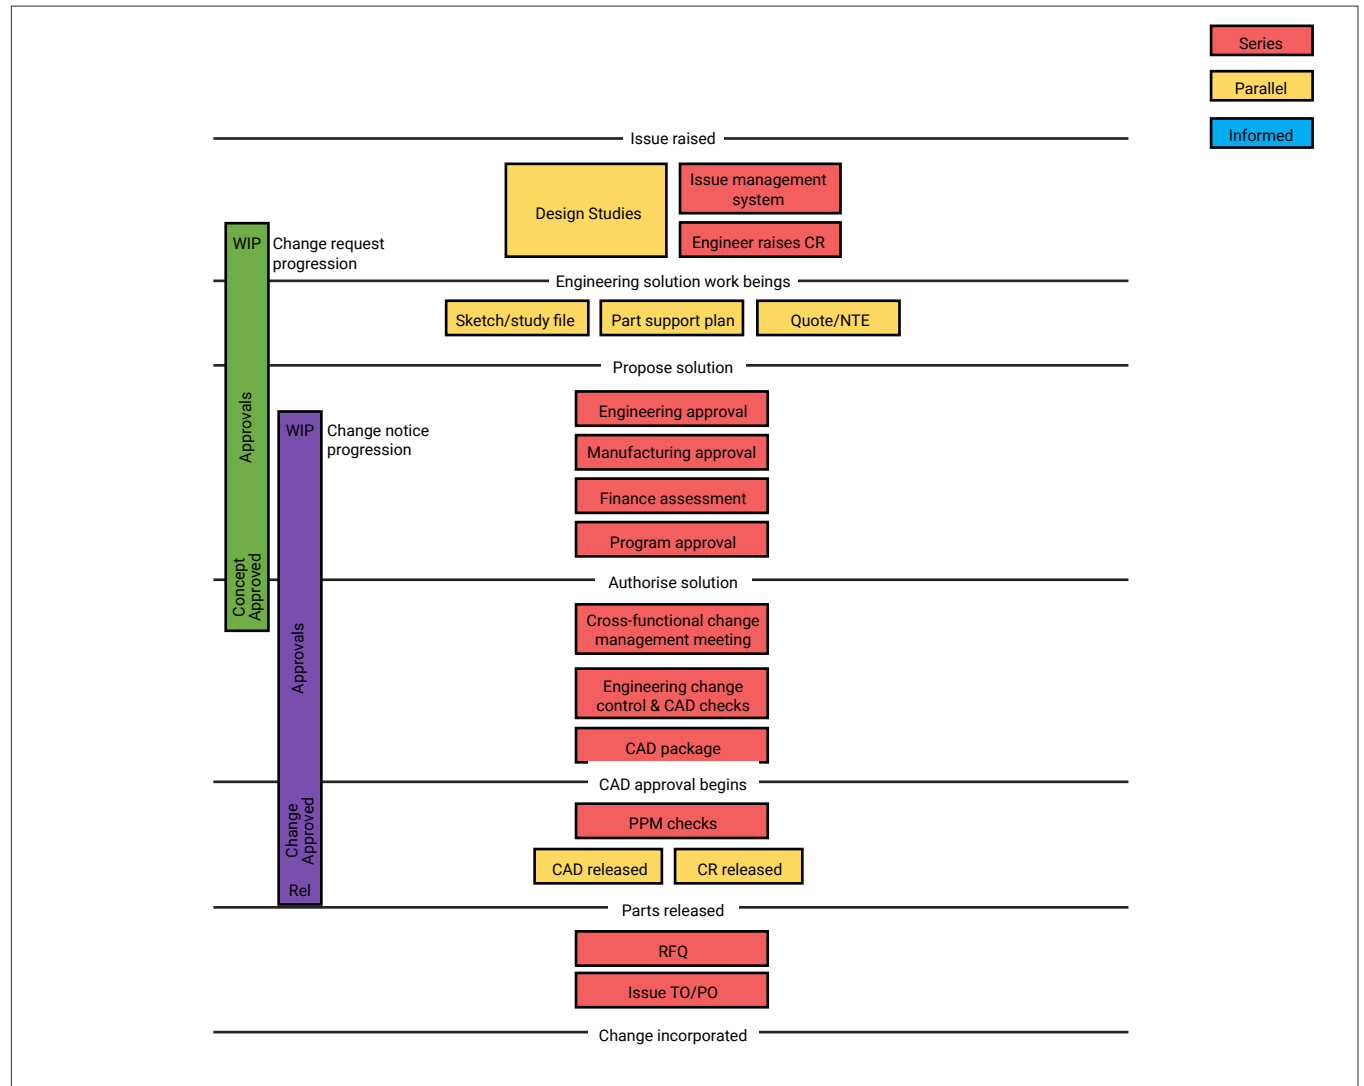 Series
Parallel
Informed
Issue raised
Design Studies
Issue management
system
Engineer raises CR
WIP
Change request
progression
Engineering solution work beings
Sketch/study file
Part support plan
Quote/NTE
Propose solution
Approvals
Engineering approval
WIP
Change notice
progression
Manufacturing approval
Finance assessment
Program approval
Concept
Approved
Authorise solution
Cross-functional change
management meeting
Approvals
Engineering change
control & CAD checks
CAD package
CAD approval begins
Change
Approved
PPM checks
CAD released
CR released
Rel
Parts released
RFQ
Issue TO/PO
Change incorporated